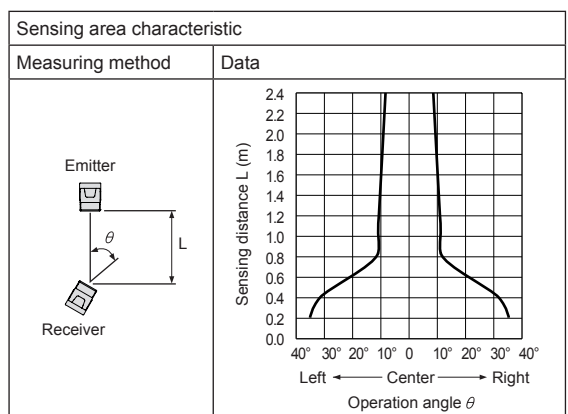 Sensing area characteristic
Measuring method Data
Emitter
θ
L
Receiver
Sensing distance L (m)
2.4
2.2
2.0
1.8
1.6
1.4
1.2
1.0
0.8
0.6
0.4
0.2
0.0
40° 30° 20 10° 0 10° 20° 30° 40°
Left Center Right
Operation angle θ